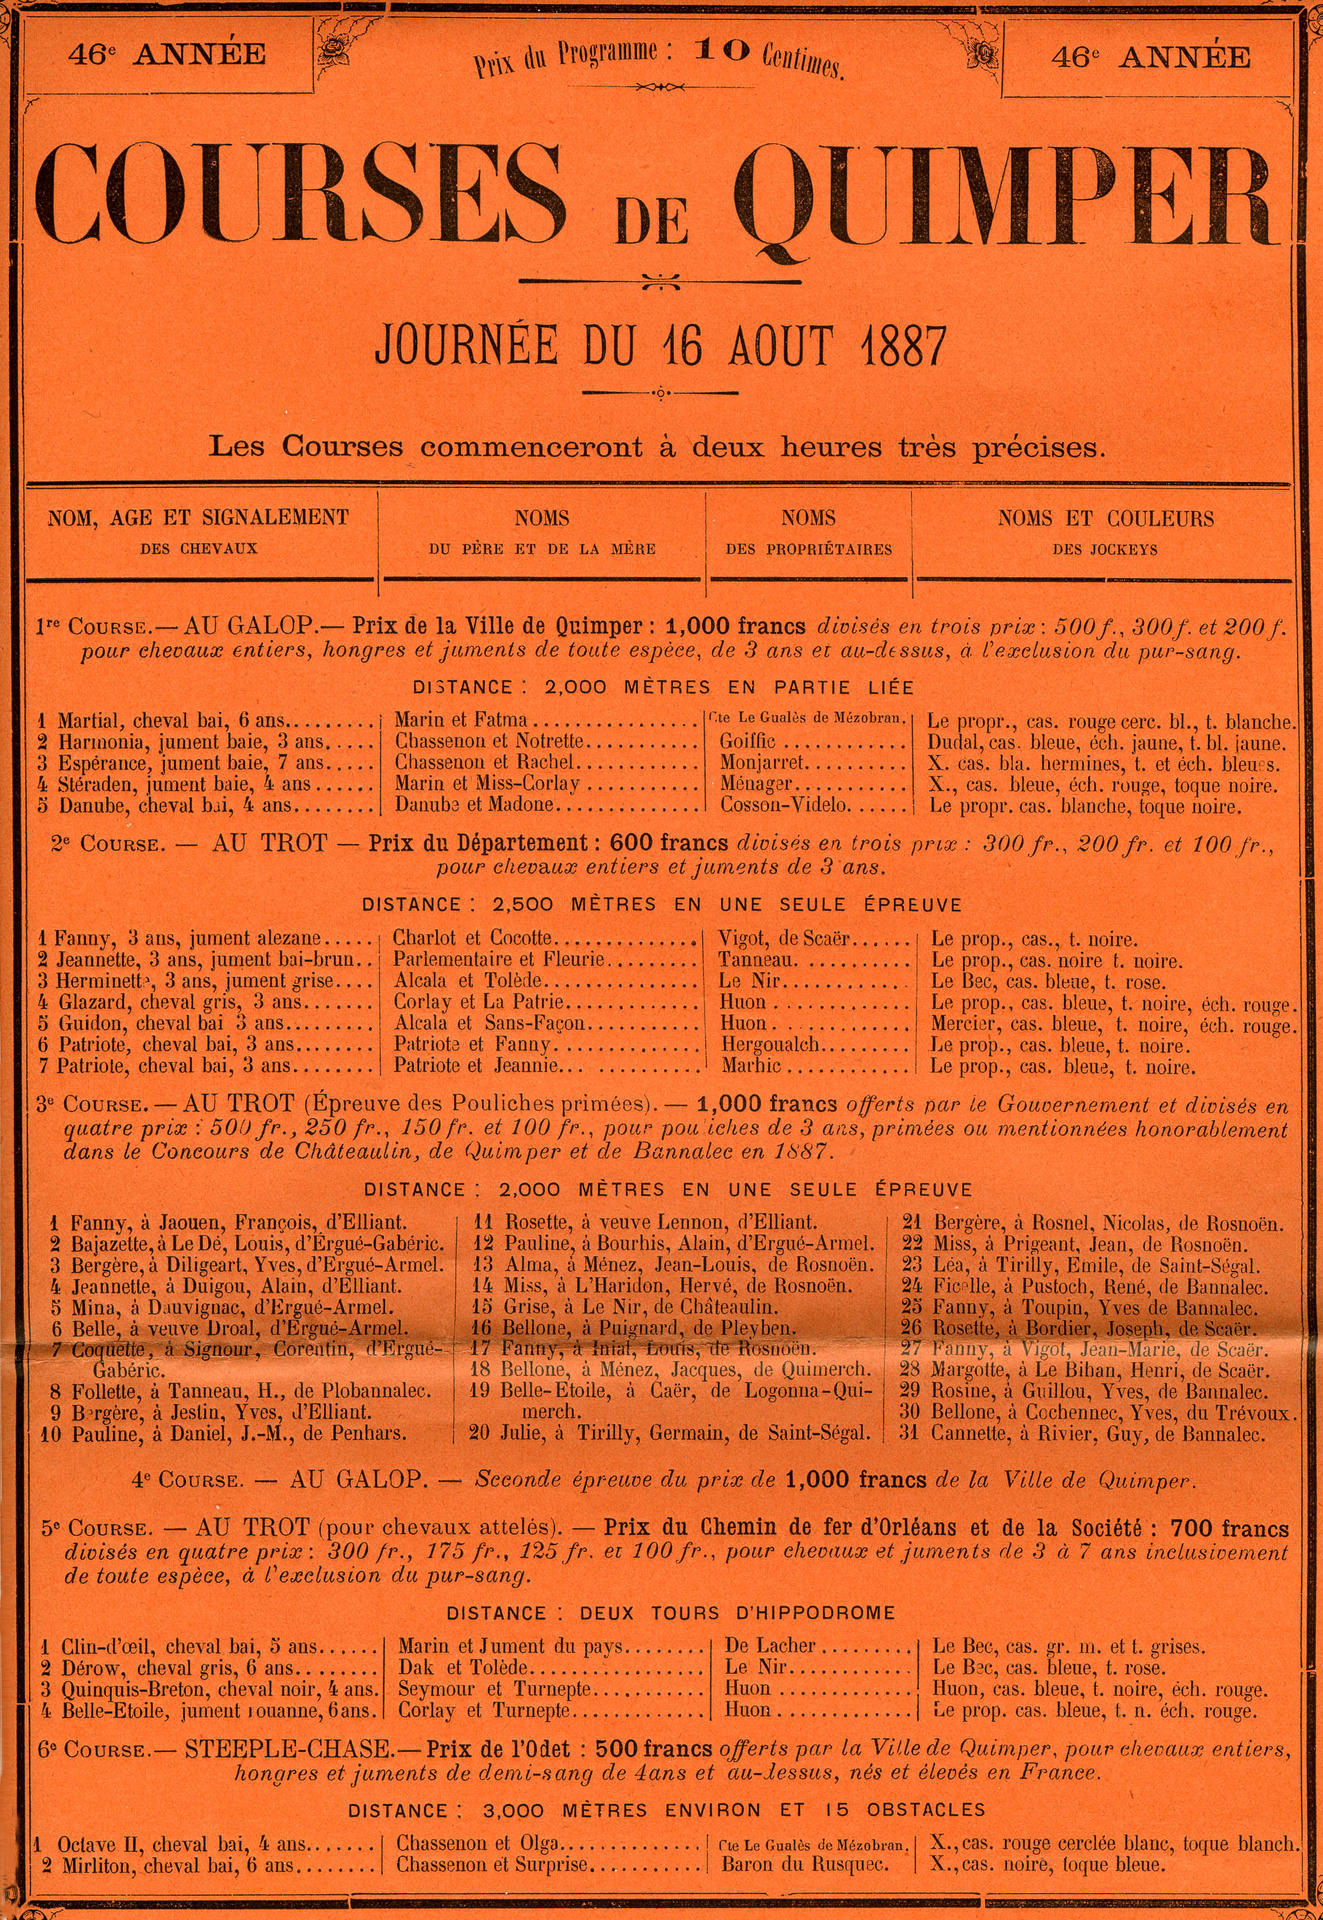 46e ANNÉE
Prix du Programme : 10 Centimes.
46e ANNÉE
COURSES DE QUIMPER
JOURNÉE DU 16 AOUT 1887
Les Courses commenceront à deux heures très précises.
NOM, AGE ET SIGNALEMENT
DES CHEVAUX
NOMS
DU PÈRE ET DE LA MÈRE
NOMS
DES PROPRIÉTAIRES
NOMS ET COULEURS
DES JOCKEYS
1re COURSE.— AU GALOP.— Prix de la Ville de Quimper : 1,000 francs divisés en trois prix : 500 f., 300 f. et 200 f.
pour chevaux entiers, hongres et juments de toute espèce, de 3 ans et au-dessus, à l'exclusion du pur-sang.
DISTANCE : 2,000 MÈTRES EN PARTIE LIÉE
1 Martial, cheval bai, 6 ans......... Marin et Fatma................. Cte Le Gualès de Mézobran. Le propr., cas. rouge cerc. bl., t. blanche.
2 Harmonia, jument baie, 3 ans..... Chassenon et Notrette........... Goiffic ........... Dudal, cas. bleue, éch. jaune, t. bl. jaune.
3 Espérance, jument baie, 7 ans..... Chassenon et Rachel............ Monjarret.......... X. cas. bla. hermines, t. et éch. bleues.
4 Stéraden, jument baie, 4 ans ...... Marin et Miss-Corlay ........... Ménager........... X., cas. bleue, éch. rouge, toque noire.
5 Danube, cheval bai, 4 ans........ Danube et Madone.............. Cosson-Videlo...... Le propr. cas. blanche, toque noire.
2e COURSE. — AU TROT — Prix du Département : 600 francs divisés en trois prix : 300 fr., 200 fr. et 100 fr.,
pour chevaux entiers et juments de 3 ans.
DISTANCE : 2,500 MÈTRES EN UNE SEULE ÉPREUVE
1 Fanny, 3 ans, jument alezane..... Charlot et Cocotte.............. Vigot, de Scaër...... Le prop., cas., t. noire.
2 Jeannette, 3 ans, jument bai-brun.. Parlementaire et Fleurie......... Tanneau........... Le prop., cas. noire t. noire.
3 Herminette, 3 ans, jument grise.... Alcala et Tolède............... Le Nir............ Le Bec, cas. bleue, t. rose.
4 Glazard, cheval gris, 3 ans........ Corlay et La Patrie............. Huon ............ Le prop., cas. bleue, t. noire, éch. rouge.
5 Guidon, cheval bai 3 ans......... Alcala et Sans-Façon........... Huon ............ Mercier, cas. bleue, t. noire, éch. rouge.
6 Patriote, cheval bai, 3 ans........ Patriote et Fanny.............. Hergoualch......... Le prop., cas. bleue, t. noire.
7 Patriote, cheval bai, 3 ans........ Patriote et Jeannie... .......... Marhic ........... Le prop., cas. bleue, t. noire.
3e COURSE. — AU TROT (Épreuve des Pouliches primées). — 1,000 francs offerts par le Gouvernement et divisés en
quatre prix : 500 fr., 250 fr., 150 fr. et 100 fr., pour pouliches de 3 ans, primées ou mentionnées honorablement
dans le Concours de Châteaulin, de Quimper et de Bannalec en 1887.
DISTANCE : 2,000 MÈTRES EN UNE SEULE ÉPREUVE
1 Fanny, à Jaouen, François, d'Elliant.
2 Bajazette, à Le Dé, Louis, d'Ergué-Gabéric.
3 Bergère, à Diligeart, Yves, d'Ergué-Armel.
4 Jeannette, à Duigou, Alain, d'Elliant.
5 Mina, à Dauvignac, d'Ergué-Armel.
6 Belle, à veuve Droal, d'Ergué-Armel.
7 Coquette, à Signour, Corentin, d'Ergué-
Gabéric.
8 Follette, à Tanneau, H., de Plobannalec.
9 Bergère, à Jestin, Yves, d'Elliant.
10 Pauline, à Daniel, J.-M., de Penhars.
11 Rosette, à veuve Lennon, d'Elliant.
12 Pauline, à Bourhis, Alain, d'Ergué-Armel.
13 Alma, à Ménez, Jean-Louis, de Rosnoën.
14 Miss, à L'Haridon, Hervé, de Rosnoën.
15 Grise, à Le Nir, de Châteaulin.
16 Bellone, à Puignard, de Pleyben.
17 Fanny, à Inial, Louis, de Rosnoën.
18 Bellone, à Ménez, Jacques, de Quimerch.
19 Belle-Etoile, à Caër, de Logonna-Qui-
merch.
20 Julie, à Tirilly, Germain, de Saint-Ségal.
21 Bergère, à Rosnel, Nicolas, de Rosnoën.
22 Miss, à Prigeant, Jean, de Rosnoën.
23 Léa, à Tirilly, Emile, de Saint-Ségal.
24 Ficelle, à Pustoch, René, de Bannalec.
25 Fanny, à Toupin, Yves de Bannalec.
26 Rosette, à Bordier, Joseph, de Scaër.
27 Fanny, à Vigot, Jean-Marie, de Scaër.
28 Margotte, à Le Bihan, Henri, de Scaër.
29 Rosine, à Guillou, Yves, de Bannalec.
30 Bellone, à Cochennec, Yves, du Trévoux.
31 Cannette, à Rivier, Guy, de Bannalec.
4e COURSE. — AU GALOP. — Seconde épreuve du prix de 1,000 francs de la Ville de Quimper.
5e COURSE. — AU TROT (pour chevaux attelés). — Prix du Chemin de fer d'Orléans et de la Société : 700 francs
divisés en quatre prix : 300 fr., 175 fr., 125 fr. et 100 fr., pour chevaux et juments de 3 à 7 ans inclusivement
de toute espèce, à l'exclusion du pur-sang.
DISTANCE : DEUX TOURS D'HIPPODROME
1 Clin-d'œil, cheval bai, 5 ans...... Marin et Jument du pays........ De Lacher......... Le Bec, cas. gr. m. et t. grises.
2 Dérow, cheval gris, 6 ans........ Dak et Tolède................. Le Nir............ Le Bec, cas. bleue, t. rose.
3 Quinquis-Breton, cheval noir, 4 ans. Seymour et Turnepte........... Huon ............ Huon, cas. bleue, t. noire, éch. rouge.
4 Belle-Etoile, jument rouanne, 6 ans. Corlay et Turnepte............. Huon............. Le prop. cas. bleue, t. n. éch. rouge.
6e COURSE.— STEEPLE-CHASE.— Prix de l'Odet : 500 francs offerts par la Ville de Quimper, pour chevaux entiers,
hongres et juments de demi-sang de 4 ans et au-dessus, nés et élevés en France.
DISTANCE : 3,000 MÈTRES ENVIRON ET 15 OBSTACLES
1 Octave II, cheval bai, 4 ans....... Chassenon et Olga.............. Cte Le Gualès de Mézobran. X., cas. rouge cerclée blanc, toque blanch.
2 Mirliton, cheval bai, 6 ans........ Chassenon et Surprise........... Baron du Rusquec. X., cas. noire, toque bleue.